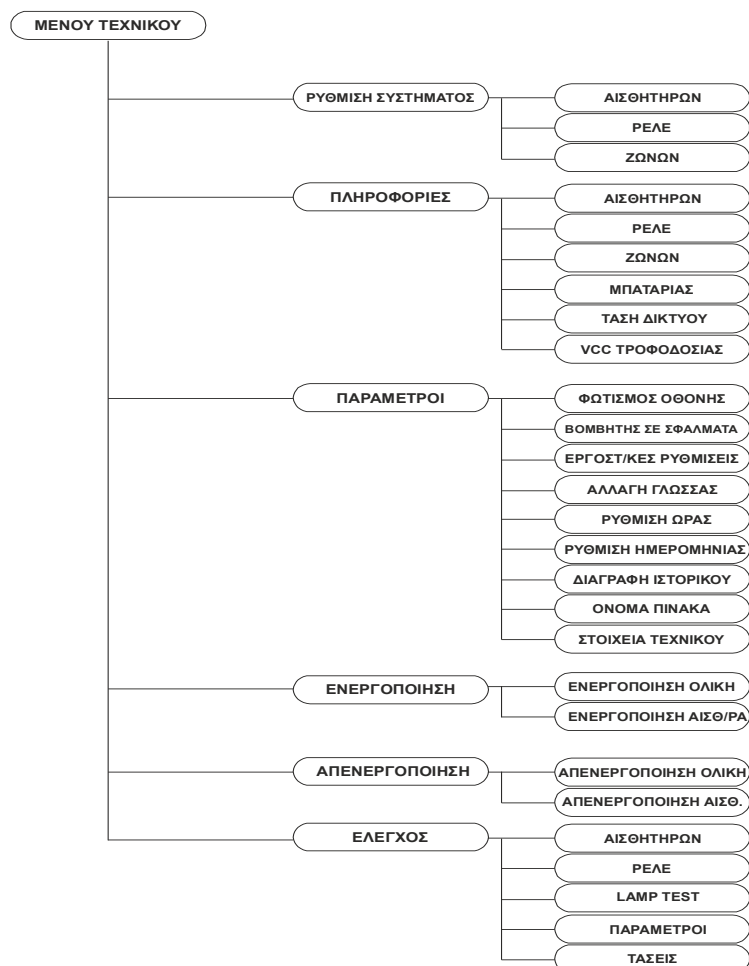 ΜΕΝΟΥ ΤΕΧΝΙΚΟΥ
ΡΥΘΜΙΣΗ ΣΥΣΤΗΜΑΤΟΣ
ΑΙΣΘΗΤΗΡΩΝ
ΡΕΛΕ
ΖΩΝΩΝ
ΠΛΗΡΟΦΟΡΙΕΣ
ΑΙΣΘΗΤΗΡΩΝ
ΡΕΛΕ
ΖΩΝΩΝ
ΜΠΑΤΑΡΙΑΣ
ΤΑΣΗ ΔΙΚΤΥΟΥ
VCC ΤΡΟΦΟΔΟΣΙΑΣ
ΠΑΡΑΜΕΤΡΟΙ
ΦΩΤΙΣΜΟΣ ΟΘΟΝΗΣ
ΒΟΜΒΗΤΗΣ ΣΕ ΣΦΑΛΜΑΤΑ
ΕΡΓΟΣΤ/ΚΕΣ ΡΥΘΜΙΣΕΙΣ
ΑΛΛΑΓΗ ΓΛΩΣΣΑΣ
ΡΥΘΜΙΣΗ ΩΡΑΣ
ΡΥΘΜΙΣΗ ΗΜΕΡΟΜΗΝΙΑΣ
ΔΙΑΓΡΑΦΗ ΙΣΤΟΡΙΚΟΥ
ΟΝΟΜΑ ΠΙΝΑΚΑ
ΣΤΟΙΧΕΙΑ ΤΕΧΝΙΚΟΥ
ΕΝΕΡΓΟΠΟΙΗΣΗ
ΕΝΕΡΓΟΠΟΙΗΣΗ ΟΛΙΚΗ
ΕΝΕΡΓΟΠΟΙΗΣΗ ΑΙΣΘ/ΡΑ
ΑΠΕΝΕΡΓΟΠΟΙΗΣΗ
ΑΠΕΝΕΡΓΟΠΟΙΗΣΗ ΟΛΙΚΗ
ΑΠΕΝΕΡΓΟΠΟΙΗΣΗ ΑΙΣΘ.
ΕΛΕΓΧΟΣ
ΑΙΣΘΗΤΗΡΩΝ
ΡΕΛΕ
LAMP TEST
ΠΑΡΑΜΕΤΡΟΙ
ΤΑΣΕΙΣ